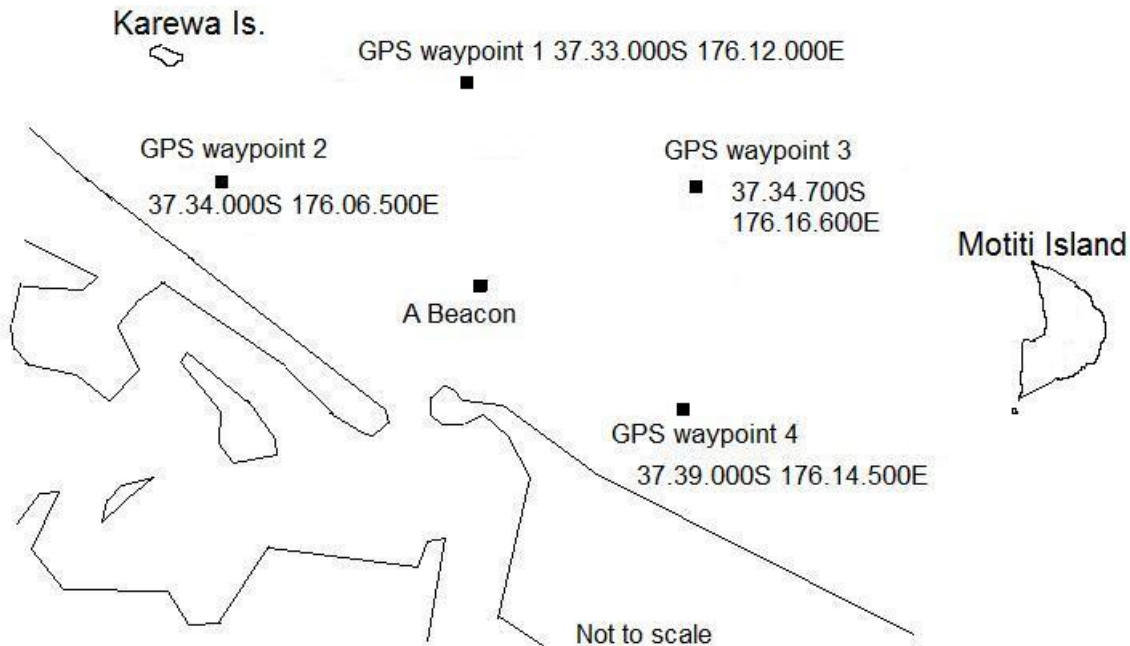 Karewa Is.
GPS waypoint 1 37.33.000S 176.12.000E
GPS waypoint 2
37.34.000S 176.06.500E
GPS waypoint 3
37.34.700S
176.16.600E
Motiti Island
A Beacon
GPS waypoint 4
37.39.000S 176.14.500E
Not to scale